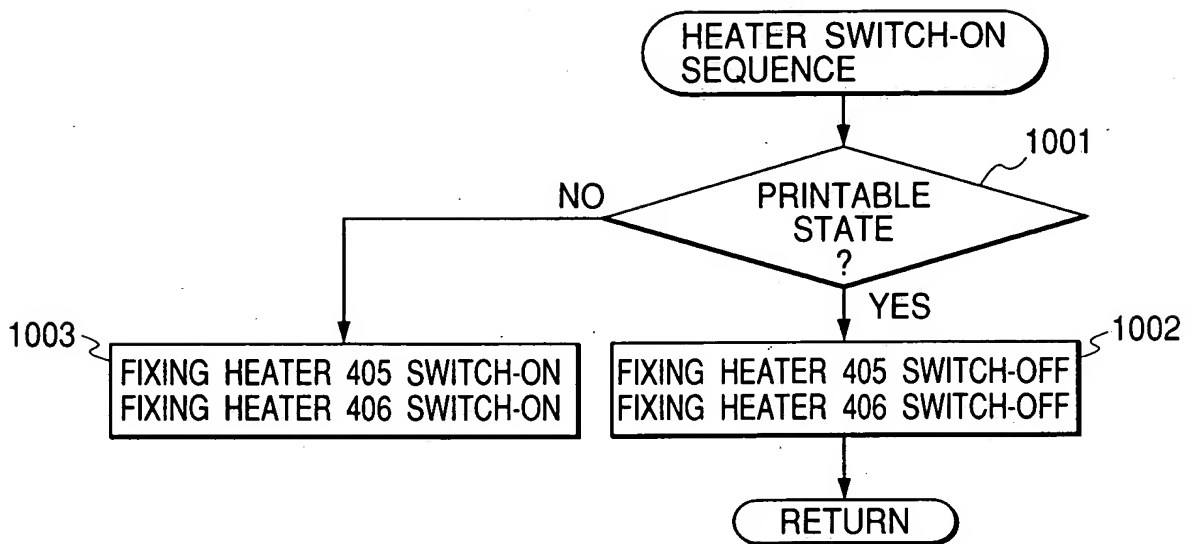 HEATER SWITCH-ON
SEQUENCE
1001
PRINTABLE
STATE
?
NO
YES
1003
FIXING HEATER 405 SWITCH-ON
FIXING HEATER 406 SWITCH-ON
1002
FIXING HEATER 405 SWITCH-OFF
FIXING HEATER 406 SWITCH-OFF
RETURN